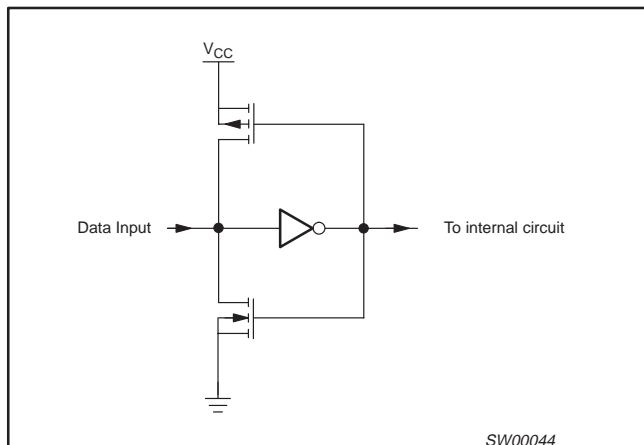 VCC
Data Input
To internal circuit
SW00044